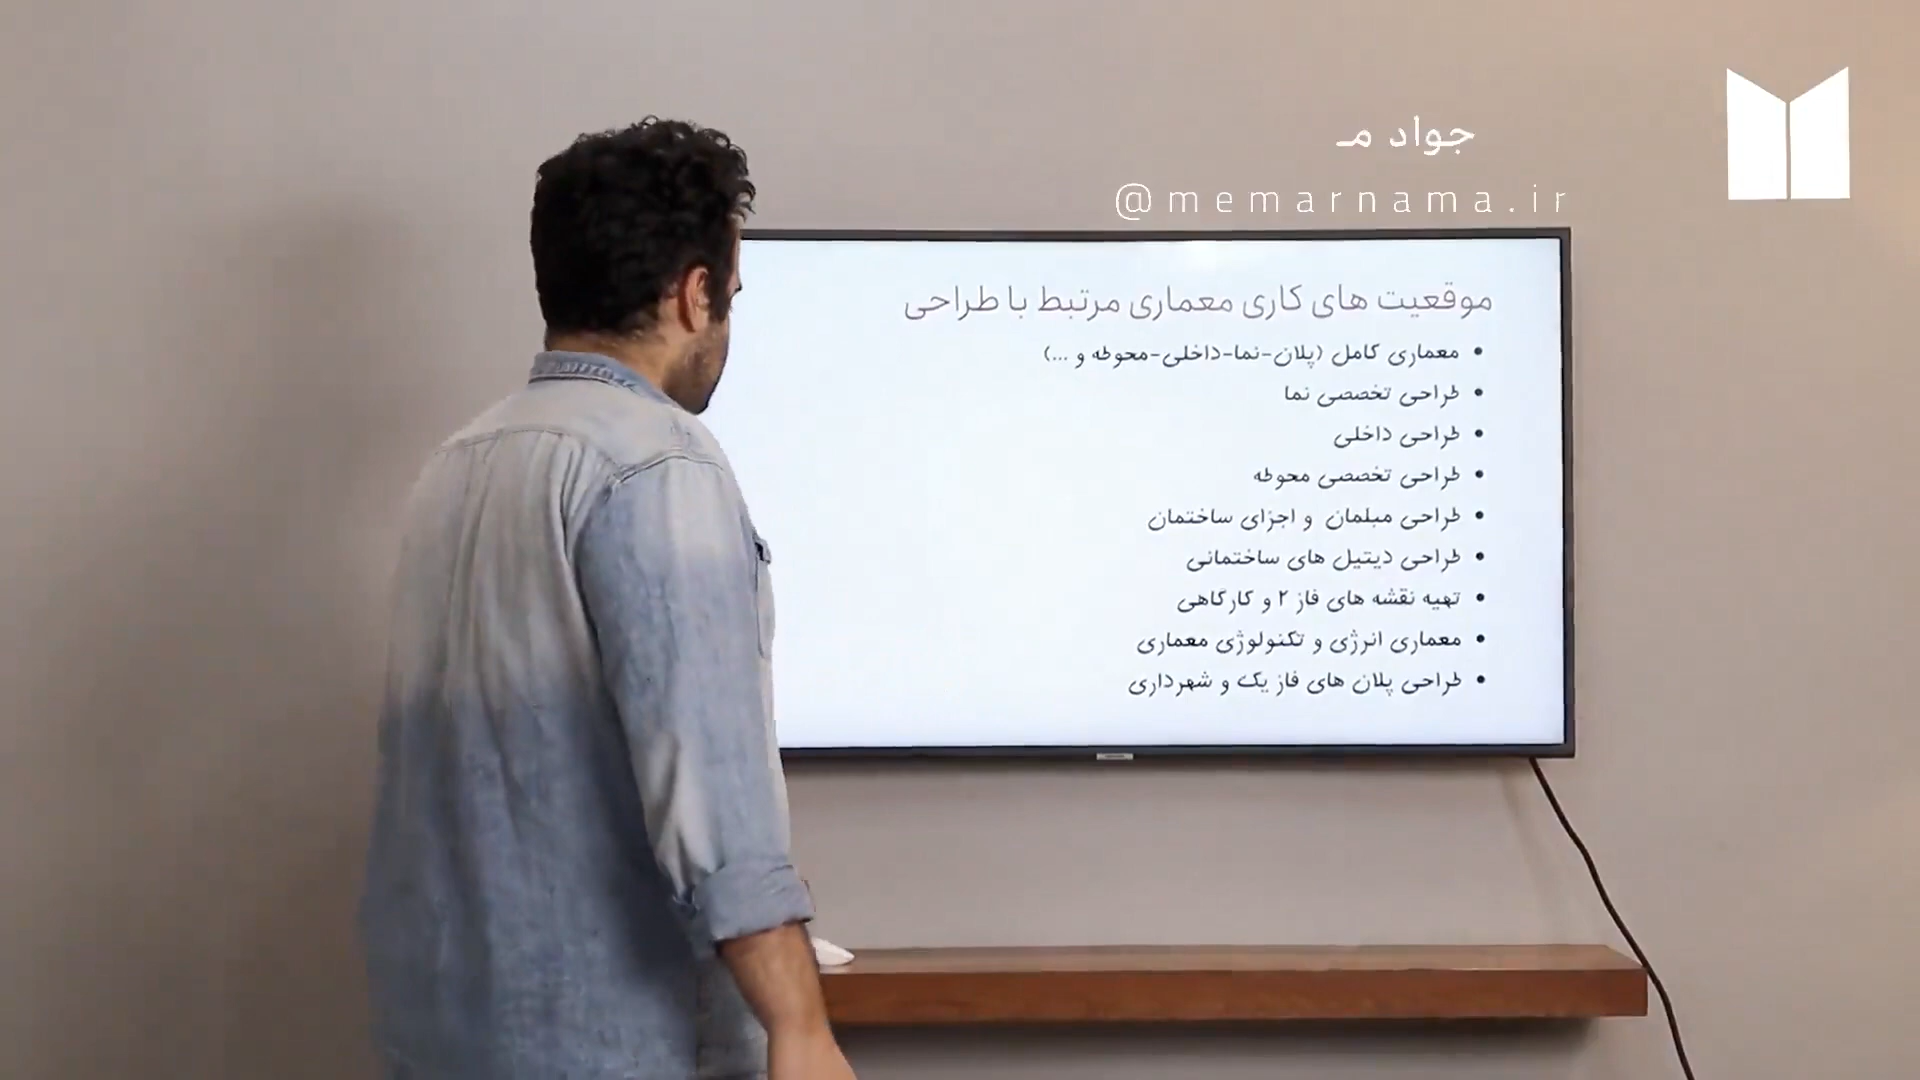 جواد مـ
@memarnama.ir
موقعیت های کاری معماری مرتبط با طراحی
• معماری کامل (پلان-نما-داخلی-محوطه و ...)
• طراحی تخصصی نما
• طراحی داخلی
• طراحی تخصصی محوطه
• طراحی مبلمان و اجزای ساختمان
• طراحی دیتیل های ساختمانی
• تهیه نقشه های فاز ۲ و کارگاهی
• معماری انرژی و تکنولوژی معماری
• طراحی پلان های فاز یک و شهرداری